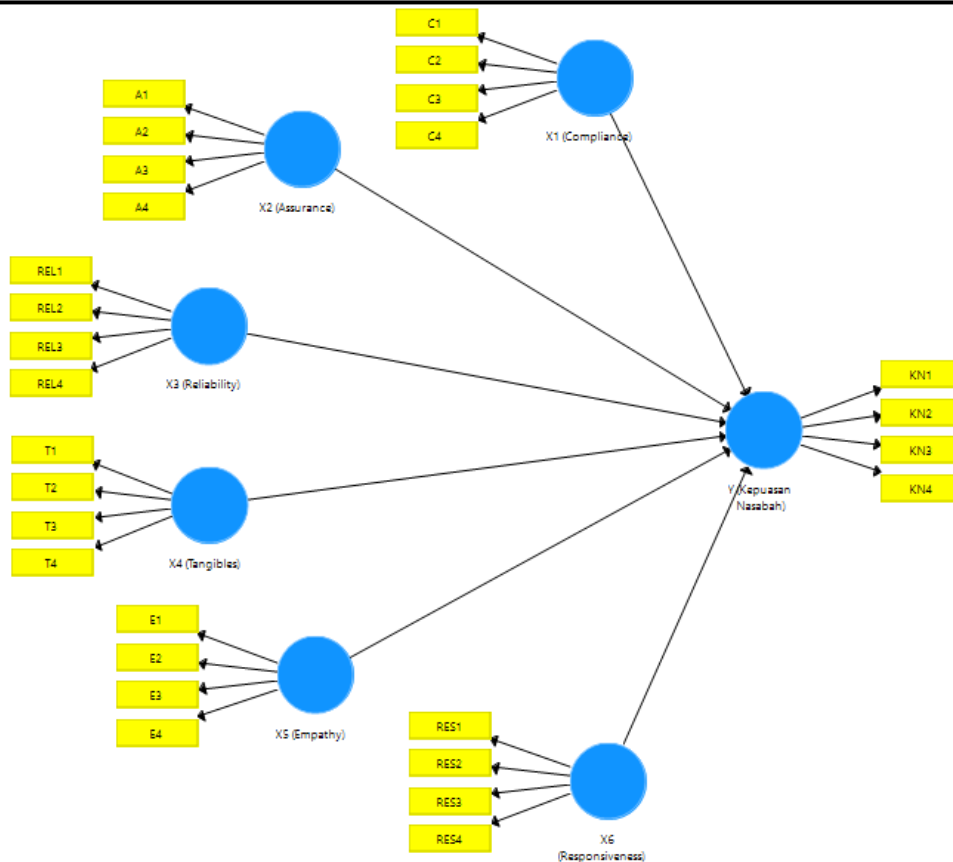 C1
C2
C3
C4
X1 (Compliance)
A1
A2
A3
A4
X2 (Assurance)
REL1
REL2
REL3
REL4
X3 (Reliability)
T1
T2
T3
T4
X4 (Tangibles)
E1
E2
E3
E4
X5 (Empathy)
RES1
RES2
RES3
RES4
X6
(Responsiveness)
Y (Kepuasan
Nasabah)
KN1
KN2
KN3
KN4